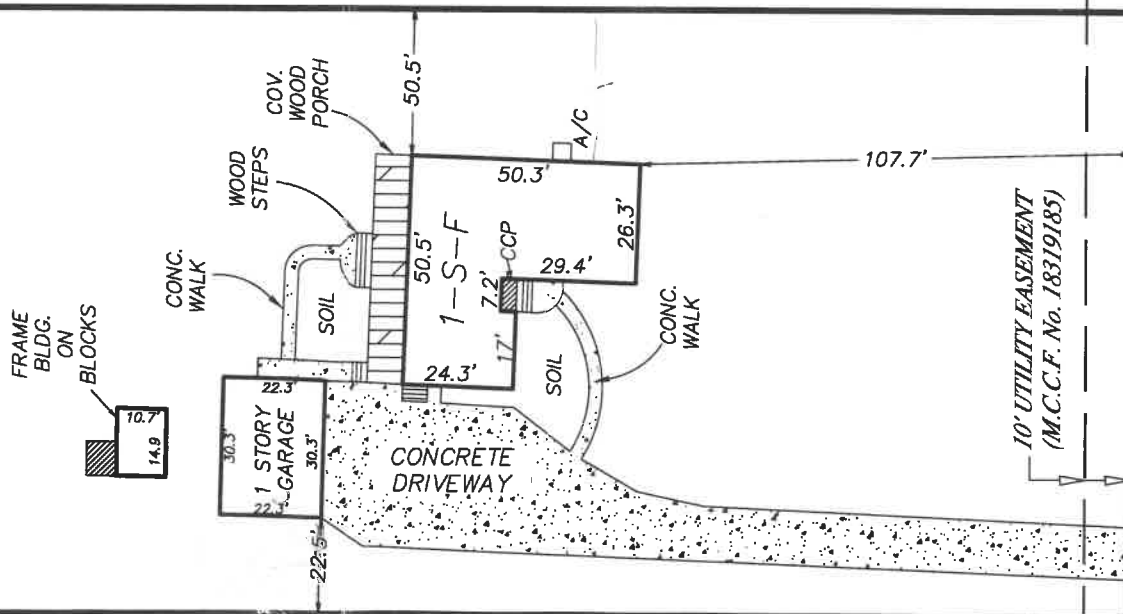 50.5'
COV.
WOOD
PORCH
WOOD
STEPS
A/C
107.7'
50.3'
CONC.
WALK
50.5'
1-S-F
CCP
26.3'
10' UTILITY EASEMENT
(M.C.C.F. No. 18319185)
29.4'
7.2'
SOIL
FRAME
BLDG.
ON
BLOCKS
17'
CONC.
WALK
24.3'
SOIL
22.3'
10.7'
14.9
30.3'
1 STORY
GARAGE
30.3'
CONCRETE
DRIVEWAY
22.3'
22.5'